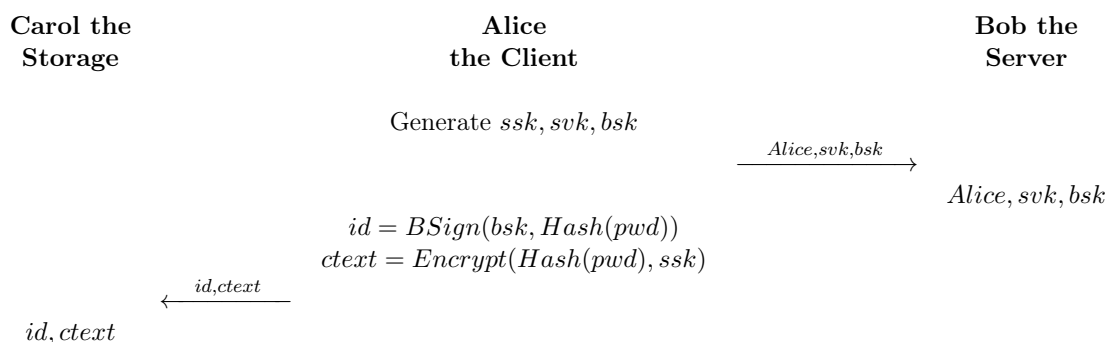 Carol the
Storage
Alice
the Client
Bob the
Server
Generate ssk, svk, bsk
Alice,svk,bsk
Alice, svk, bsk
id = BSign(bsk, Hash(pwd))
ctext = Encrypt(Hash(pwd), ssk)
id,ctext
id, ctext